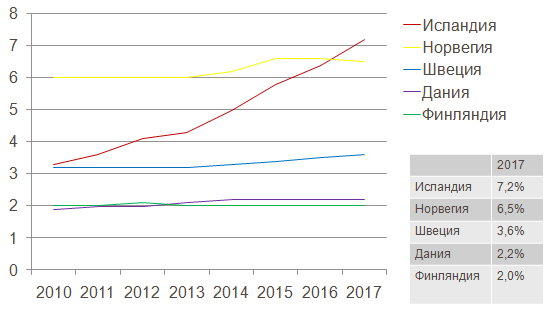 8
7
6
5
4
3
2
1
0
2010 2011 2012 2013 2014 2015 2016 2017
Исландия
Норвегия
Швеция
Дания
Финляндия
2017
Исландия 7,2%
Норвегия 6,5%
Швеция 3,6%
Дания 2,2%
Финляндия 2,0%